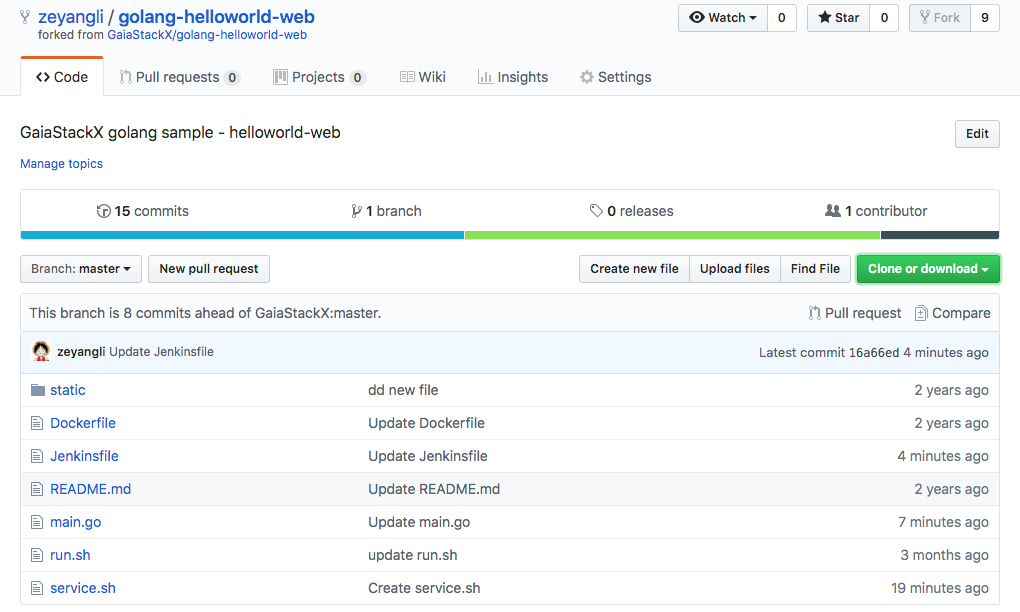 zeyangli / golang-helloworld-web Watch 0 Star 0 Fork 9
forked from GaiaStackX/golang-helloworld-web
Code Pull requests 0 Projects 0 Wiki Insights Settings
GaiaStackX golang sample - helloworld-web Edit
Manage topics
15 commits 1 branch 0 releases 1 contributor
Branch: master New pull request Create new file Upload files Find File Clone or download
This branch is 8 commits ahead of GaiaStackX:master. Pull request Compare
zeyangli Update Jenkinsfile Latest commit 16a66ed 4 minutes ago
static dd new file 2 years ago
Dockerfile Update Dockerfile 2 years ago
Jenkinsfile Update Jenkinsfile 4 minutes ago
README.md Update README.md 2 years ago
main.go Update main.go 7 minutes ago
run.sh update run.sh 3 months ago
service.sh Create service.sh 19 minutes ago